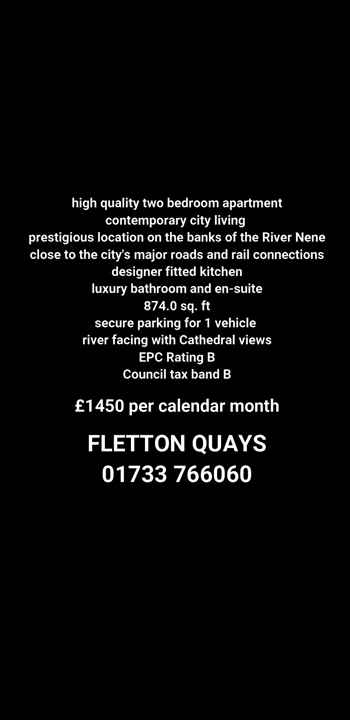 high quality two bedroom apartment
contemporary city living
prestigious location on the banks of the River Nene
close to the city's major roads and rail connections
designer fitted kitchen
luxury bathroom and en-suite
874.0 sq. ft
secure parking for 1 vehicle
river facing with Cathedral views
EPC Rating B
Council tax band B
£1450 per calendar month
FLETTON QUAYS
01733 766060